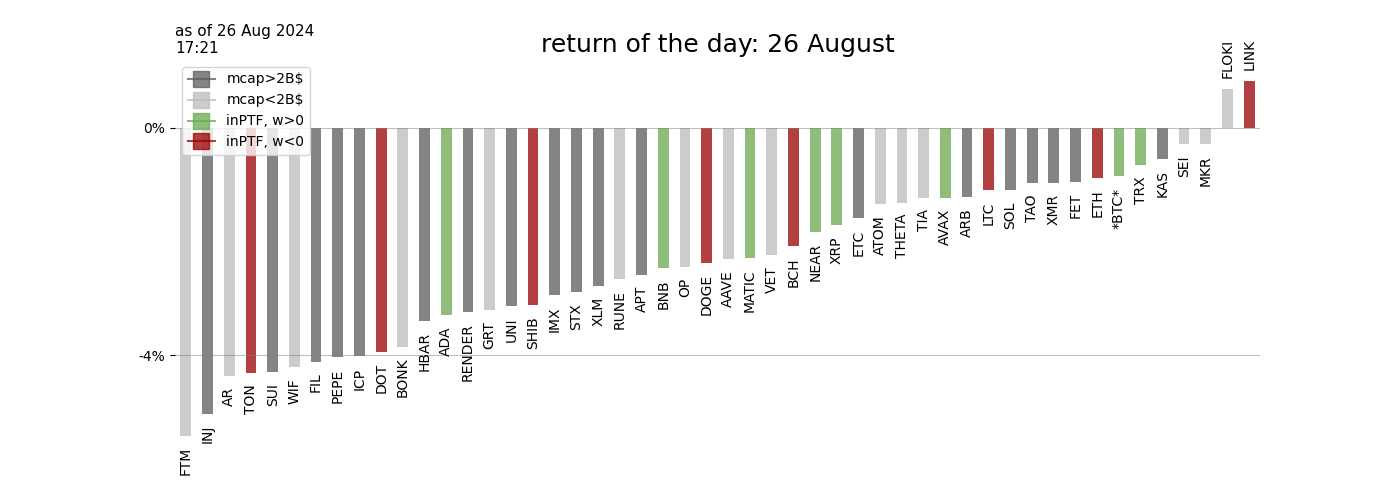 as of 26 Aug 2024
17:21
return of the day: 26 August
mcap>2B$
mcap<2B$
inPTF, w>0
inPTF, w<0
0%
-4%
FTM
INJ
AR
TON
SUI
WIF
FIL
PEPE
ICP
DOT
BONK
HBAR
ADA
RENDER
GRT
UNI
SHIB
IMX
STX
XLM
RUNE
APT
BNB
OP
DOGE
AAVE
MATIC
VET
BCH
NEAR
XRP
ETC
ATOM
THETA
TIA
AVAX
ARB
LTC
SOL
TAO
XMR
FET
ETH
*BTC*
TRX
KAS
SEI
MKR
FLOKI
LINK